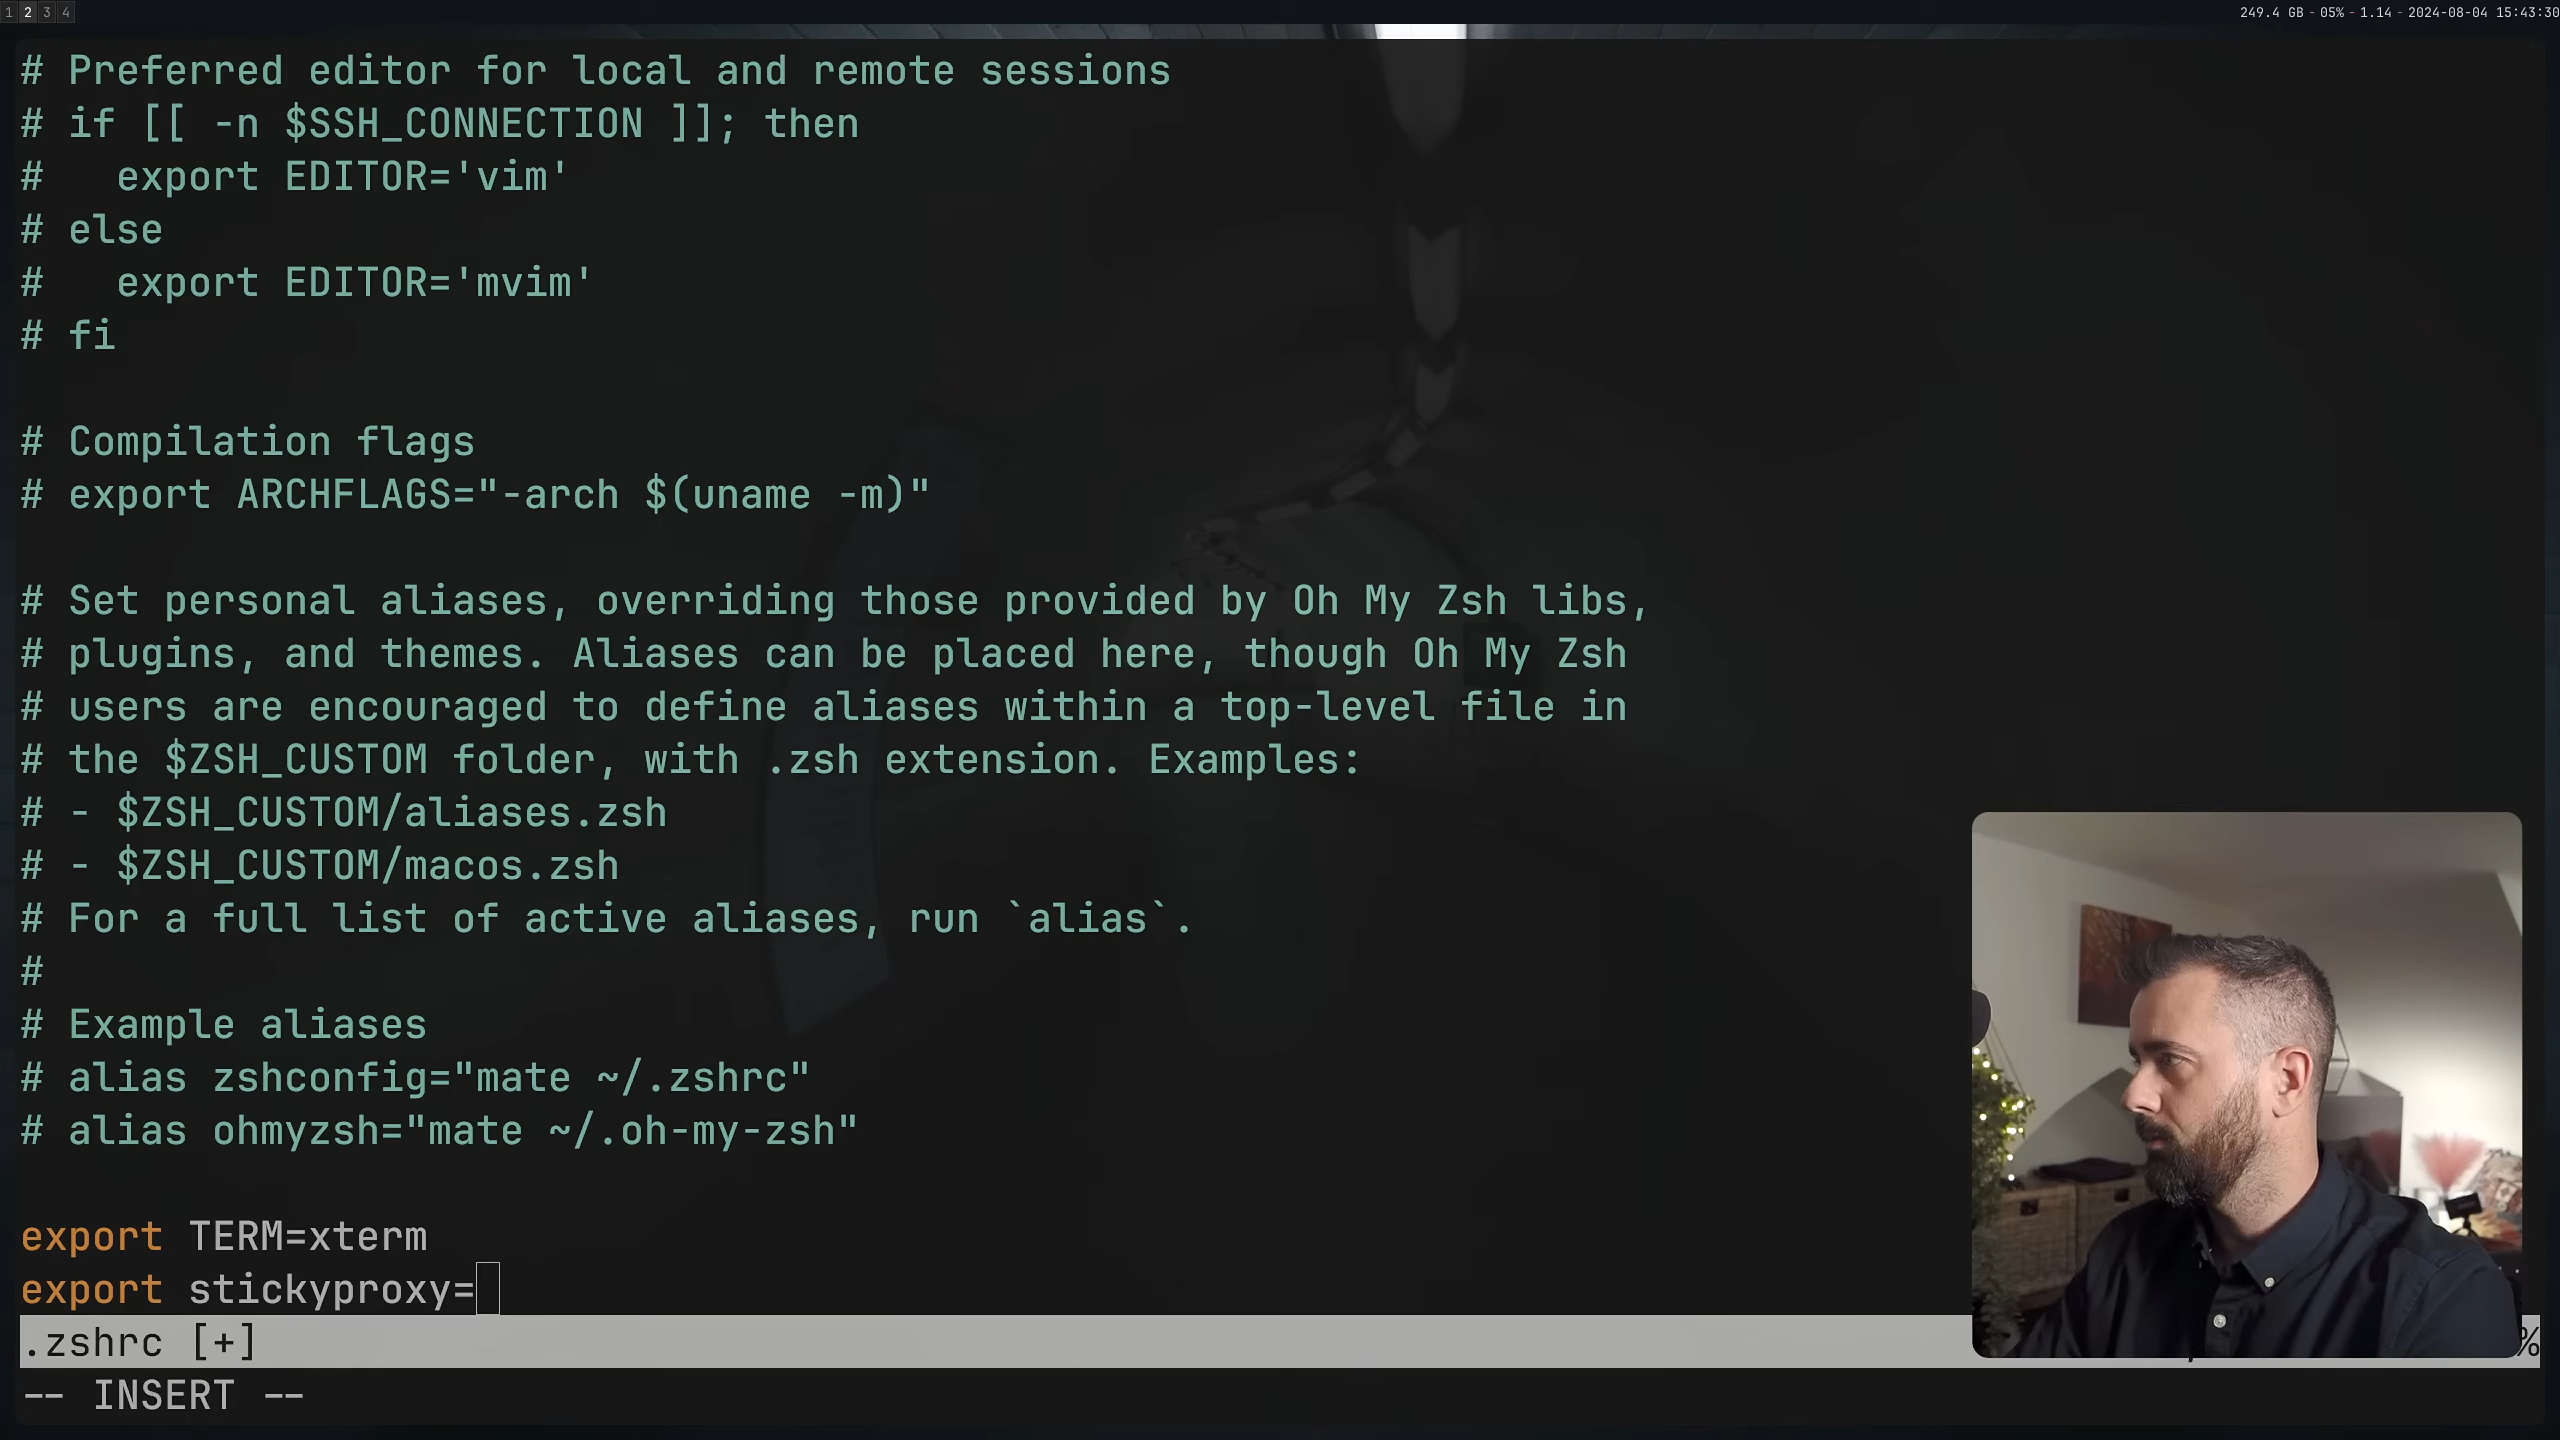 1 2 3 4
249.4 GB - 05% - 1.14 - 2024-08-04 15:43:30
# Preferred editor for local and remote sessions
# if [[ -n $SSH_CONNECTION ]]; then
#   export EDITOR='vim'
# else
#   export EDITOR='mvim'
# fi
# Compilation flags
# export ARCHFLAGS="-arch $(uname -m)"
# Set personal aliases, overriding those provided by Oh My Zsh libs,
# plugins, and themes. Aliases can be placed here, though Oh My Zsh
# users are encouraged to define aliases within a top-level file in
# the $ZSH_CUSTOM folder, with .zsh extension. Examples:
# - $ZSH_CUSTOM/aliases.zsh
# - $ZSH_CUSTOM/macos.zsh
# For a full list of active aliases, run `alias`.
#
# Example aliases
# alias zshconfig="mate ~/.zshrc"
# alias ohmyzsh="mate ~/.oh-my-zsh"
export TERM=xterm
export stickyproxy=
.zshrc [+] %
-- INSERT --